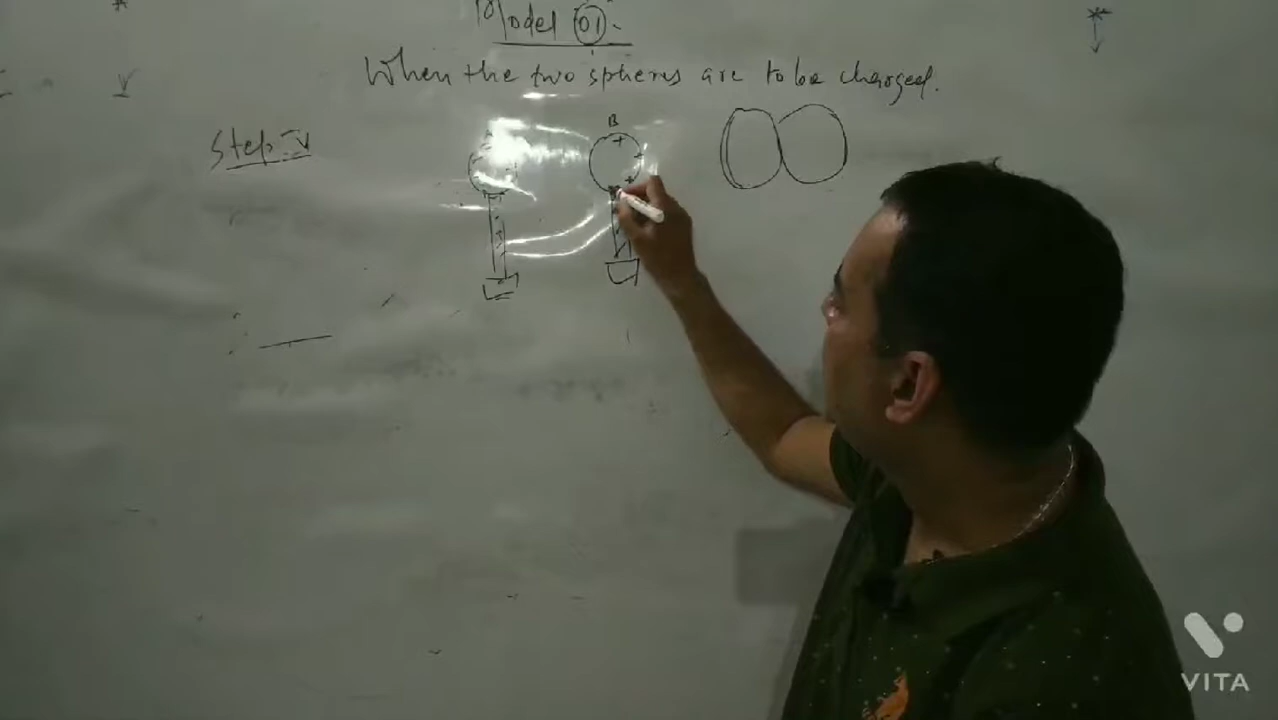 Model 01
When the two spheres are to be charged.
Step V
B
+
+
VITA